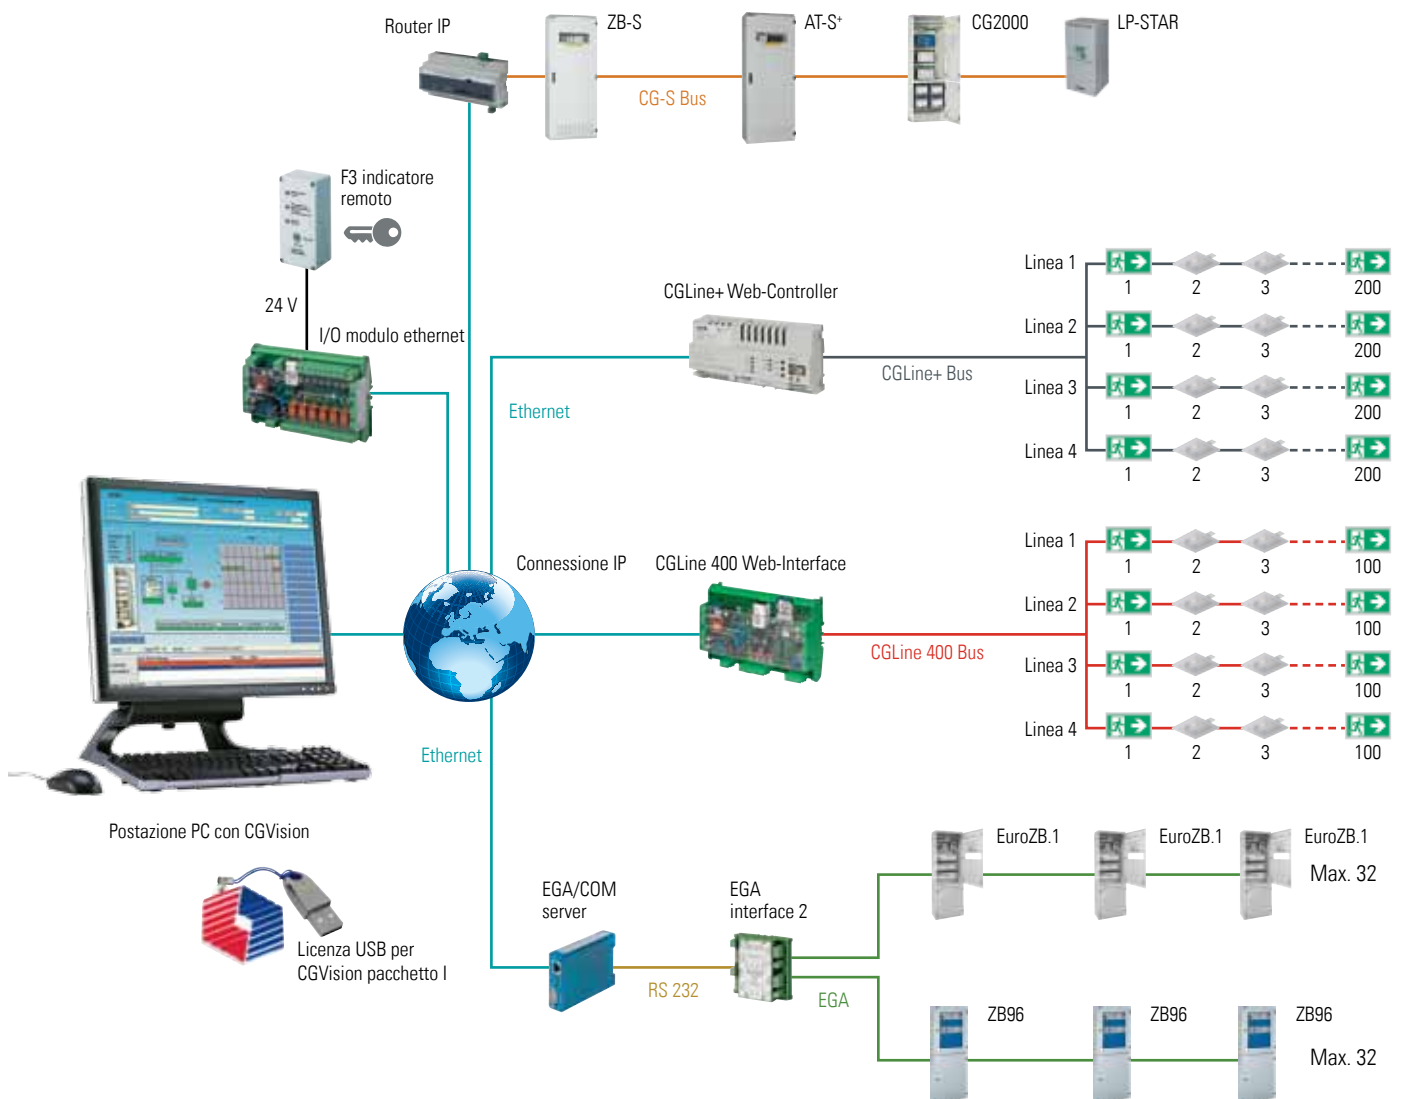 Router IP
ZB-S
AT-S+
CG2000
LP-STAR
CG-S Bus
F3 indicatore
remoto
24 V
I/O modulo ethernet
CGLine+ Web-Controller
CGLine+ Bus
Ethernet
Linea 1
1 2 3 200
Linea 2
1 2 3 200
Linea 3
1 2 3 200
Linea 4
1 2 3 200
Connessione IP
CGLine 400 Web-Interface
CGLine 400 Bus
Linea 1
1 2 3 100
Linea 2
1 2 3 100
Linea 3
1 2 3 100
Linea 4
1 2 3 100
Ethernet
Postazione PC con CGVision
Licenza USB per
CGVision pacchetto I
EGA/COM
server
RS 232
EGA
interface 2
EGA
EuroZB.1
EuroZB.1
EuroZB.1
Max. 32
ZB96
ZB96
ZB96
Max. 32